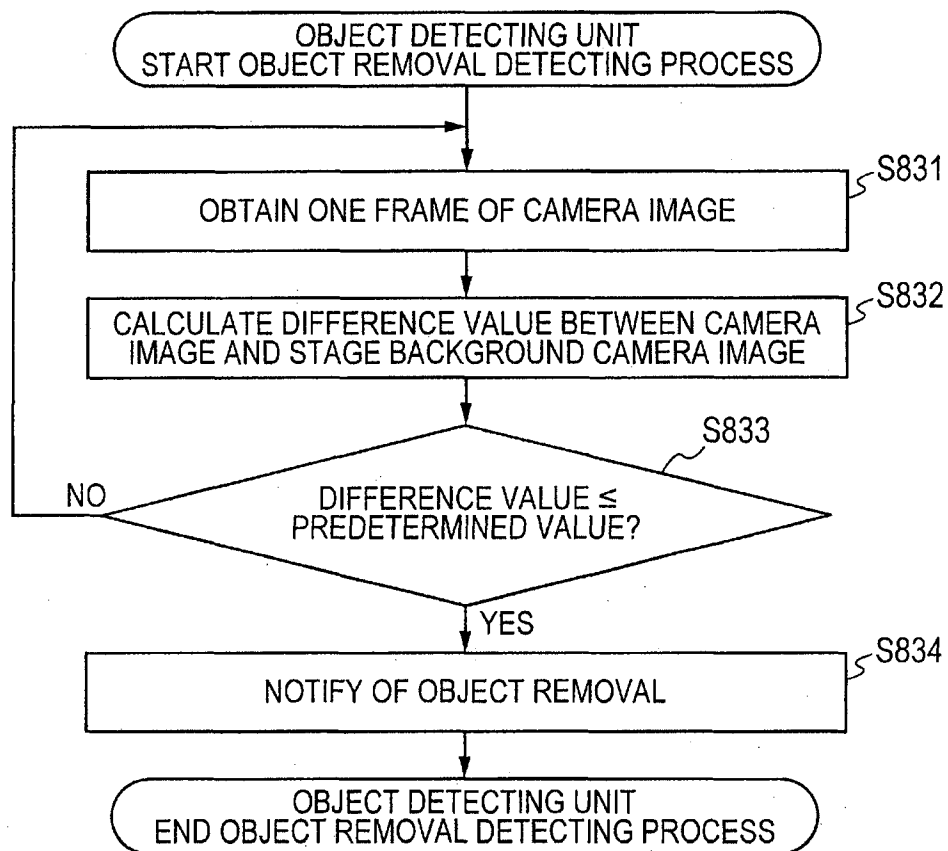 OBJECT DETECTING UNIT
START OBJECT REMOVAL DETECTING PROCESS
S831
OBTAIN ONE FRAME OF CAMERA IMAGE
S832
CALCULATE DIFFERENCE VALUE BETWEEN CAMERA
IMAGE AND STAGE BACKGROUND CAMERA IMAGE
S833
NO
DIFFERENCE VALUE ≤
PREDETERMINED VALUE?
YES
S834
NOTIFY OF OBJECT REMOVAL
OBJECT DETECTING UNIT
END OBJECT REMOVAL DETECTING PROCESS